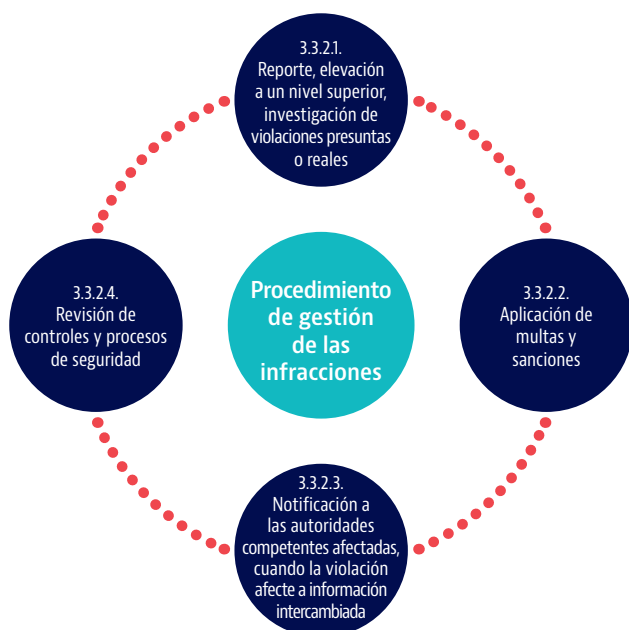 3.3.2.1.
Reporte, elevación
a un nivel superior,
investigación de
violaciones presuntas
o reales
3.3.2.4.
Revisión de
controles y procesos
de seguridad
Procedimiento
de gestión
de las
infracciones
3.3.2.2.
Aplicación de
multas y
sanciones
3.3.2.3.
Notificación a
las autoridades
competentes afectadas,
cuando la violación
afecte a información
intercambiada